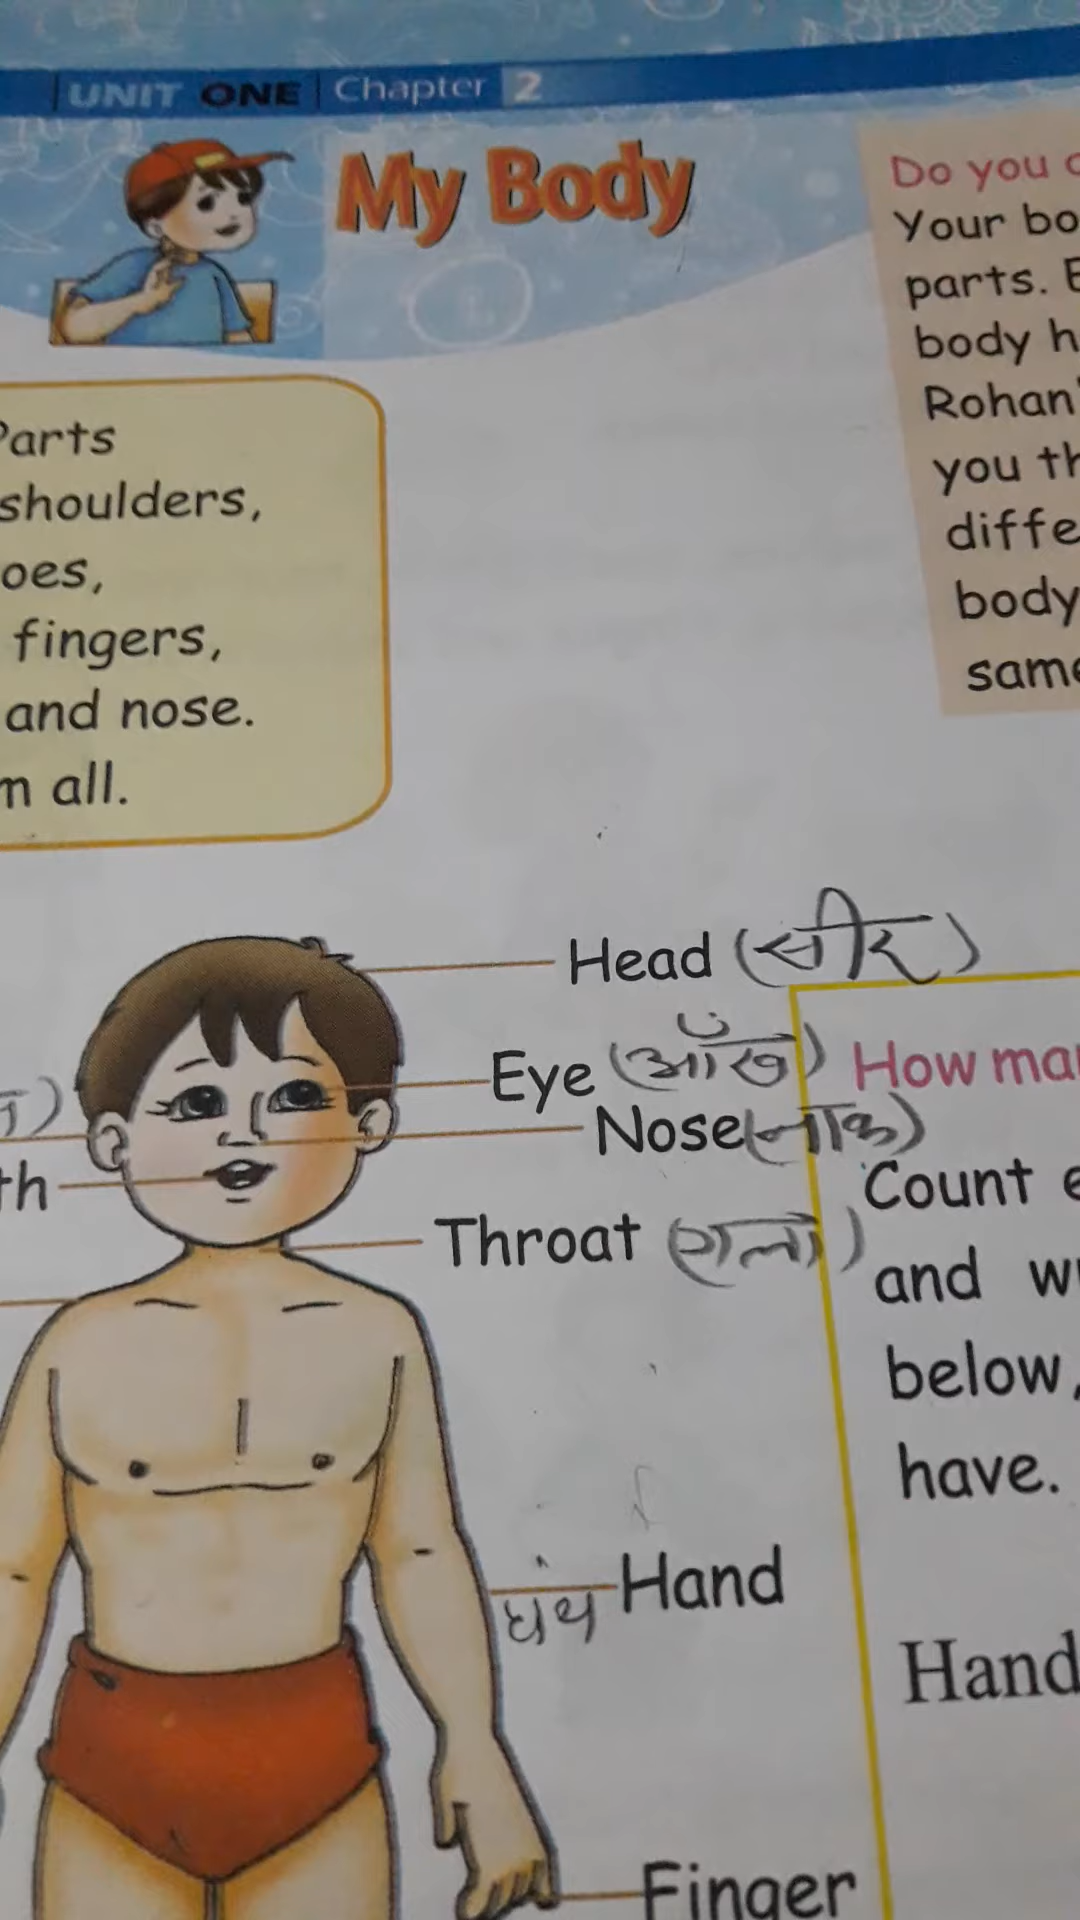 UNIT ONE | Chapter 2
My Body
Parts
shoulders,
oes,
fingers,
and nose.
m all.
Do you
Your bo
parts.
body h
Rohan'
you th
diffe
body
same
Head (सीर)
Eye (आँख)
Nose (नाक)
th
Throat (गला)
Hand
Finger
How ma
Count e
and w
below,
have.
Hand